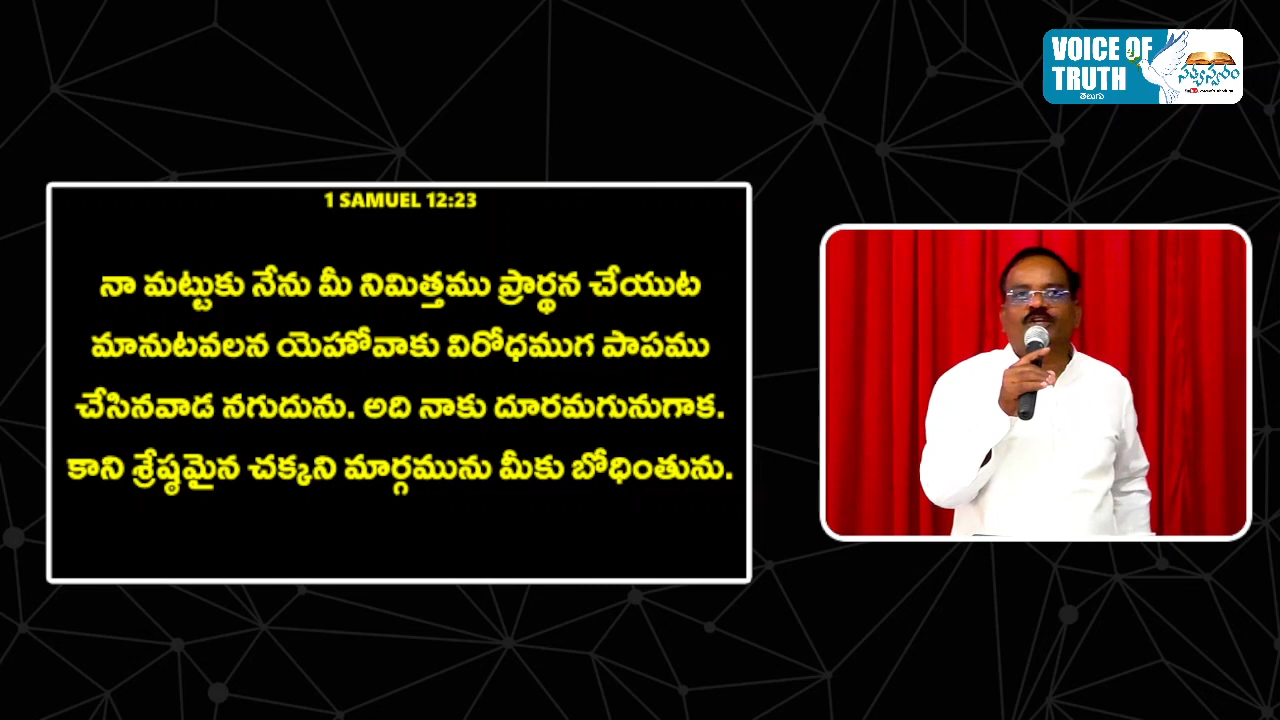 VOICE OF
TRUTH
తెలుగు
సత్యస్వరం
1 SAMUEL 12:23
నా మట్టుకు నేను మీ నిమిత్తము ప్రార్థన చేయుట
మానుటవలన యెహోవాకు విరోధముగ పాపము
చేసినవాడ నగుదును. అది నాకు దూరమగునుగాక.
కాని శ్రేష్ఠమైన చక్కని మార్గమును మీకు బోధింతును.